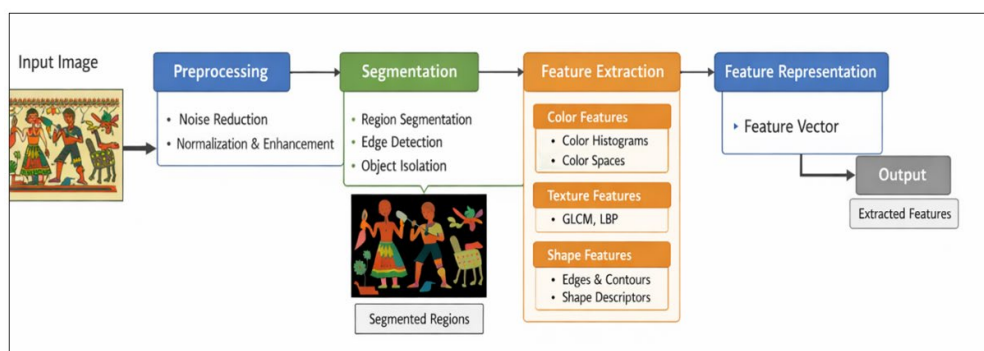 Input Image
Preprocessing
Noise Reduction
Normalization & Enhancement
Segmentation
• Region Segmentation
• Edge Detection
• Object Isolation
Segmented Regions
Feature Extraction
Color Features
• Color Histograms
• Color Spaces
Texture Features
• GLCM, LBP
Shape Features
• Edges & Contours
• Shape Descriptors
Feature Representation
‣ Feature Vector
Output
Extracted Features